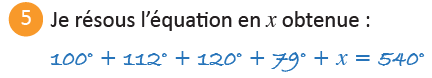 5 Je résous l’équation en x obtenue :
100° + 112° + 120° + 79° + x = 540°